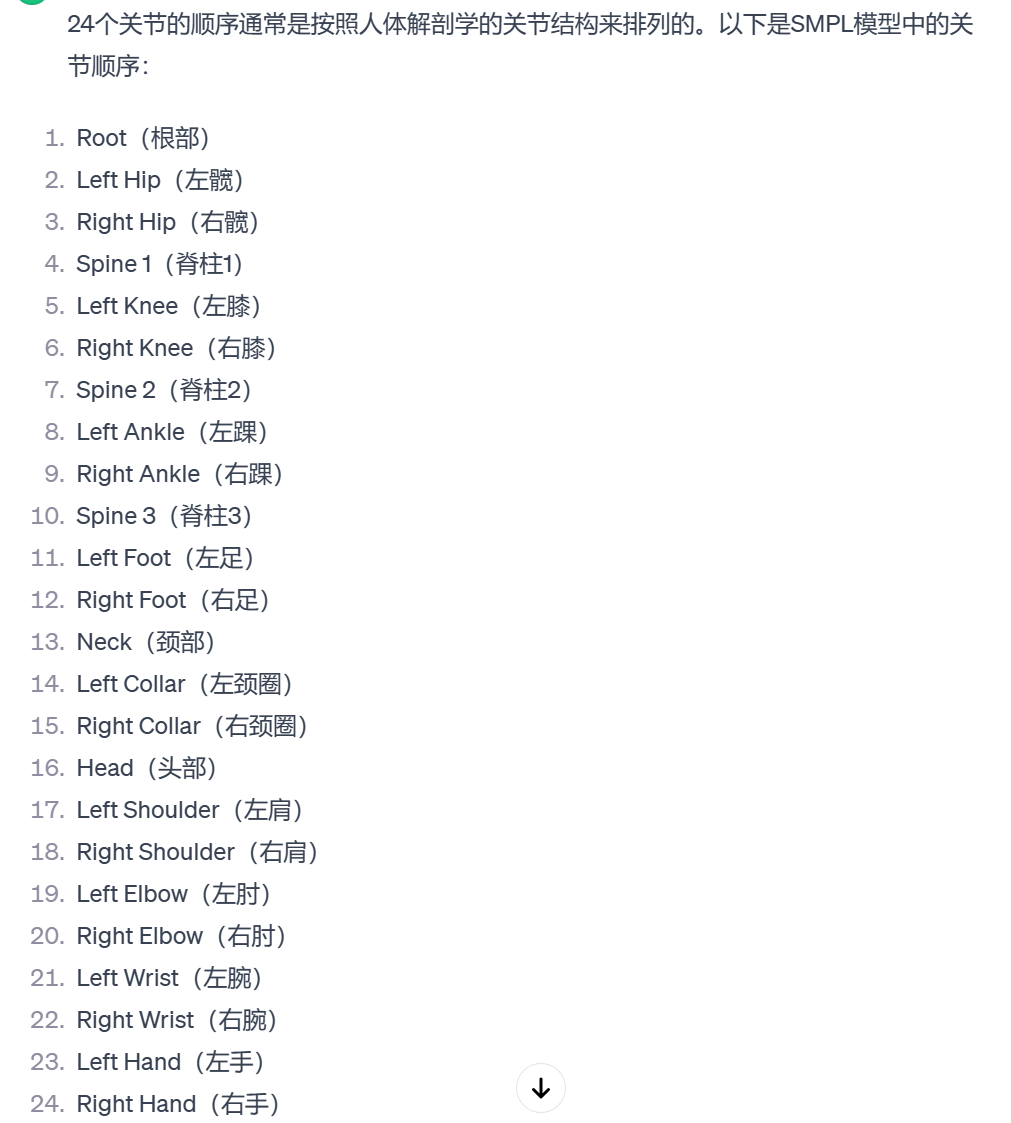 24个关节的顺序通常是按照人体解剖学的关节结构来排列的。以下是SMPL模型中的关
节顺序：
1. Root（根部）
2. Left Hip（左髋）
3. Right Hip（右髋）
4. Spine 1（脊柱1）
5. Left Knee（左膝）
6. Right Knee（右膝）
7. Spine 2（脊柱2）
8. Left Ankle（左踝）
9. Right Ankle（右踝）
10. Spine 3（脊柱3）
11. Left Foot（左足）
12. Right Foot（右足）
13. Neck（颈部）
14. Left Collar（左颈圈）
15. Right Collar（右颈圈）
16. Head（头部）
17. Left Shoulder（左肩）
18. Right Shoulder（右肩）
19. Left Elbow（左肘）
20. Right Elbow（右肘）
21. Left Wrist（左腕）
22. Right Wrist（右腕）
23. Left Hand（左手）
24. Right Hand（右手）